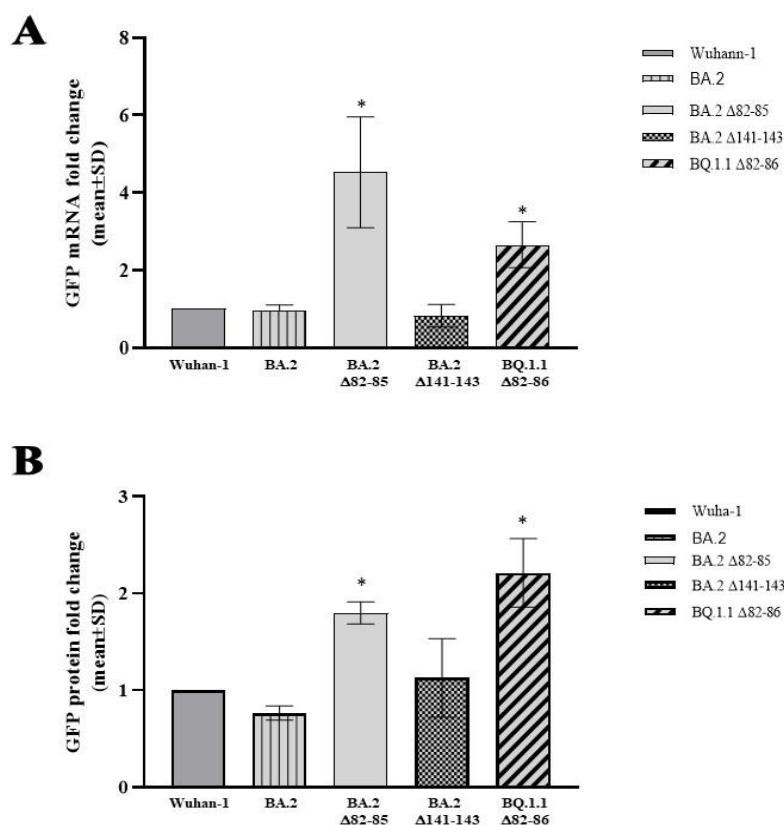 A
GFP mRNA fold change
(mean±SD)
8
6
4
2
0
*
*
Wuhan-1
BA.2
BA.2
Δ82-85
BA.2
Δ141-143
BQ.1.1
Δ82-86
Wuhann-1
BA.2
BA.2 Δ82-85
BA.2 Δ141-143
BQ.1.1 Δ82-86
B
GFP protein fold change
(mean±SD)
3
2
1
0
*
*
Wuhan-1
BA.2
BA.2
Δ82-85
BA.2
Δ141-143
BQ.1.1
Δ82-86
Wuha-1
BA.2
BA.2 Δ82-85
BA.2 Δ141-143
BQ.1.1 Δ82-86